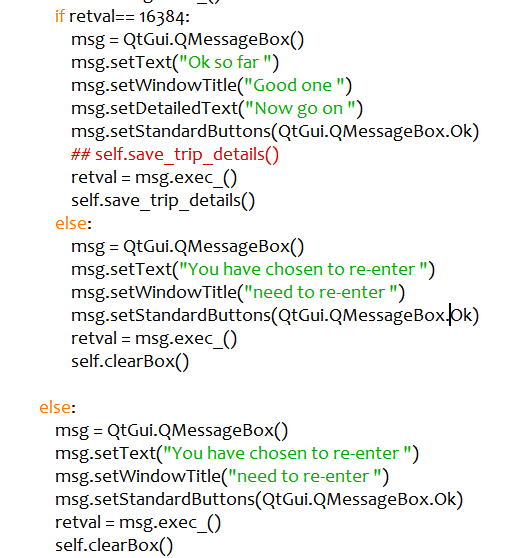 if retval== 16384:
msg = QtGui.QMessageBox()
msg.setText("Ok so far ")
msg.setWindowTitle("Good one ")
msg.setDetailedText("Now go on ")
msg.setStandardButtons(QtGui.QMessageBox.Ok)
## self.save_trip_details()
retval = msg.exec_()
self.save_trip_details()
else:
msg = QtGui.QMessageBox()
msg.setText("You have chosen to re-enter ")
msg.setWindowTitle("need to re-enter ")
msg.setStandardButtons(QtGui.QMessageBox.Ok)
retval = msg.exec_()
self.clearBox()
else:
msg = QtGui.QMessageBox()
msg.setText("You have chosen to re-enter ")
msg.setWindowTitle("need to re-enter ")
msg.setStandardButtons(QtGui.QMessageBox.Ok)
retval = msg.exec_()
self.clearBox()